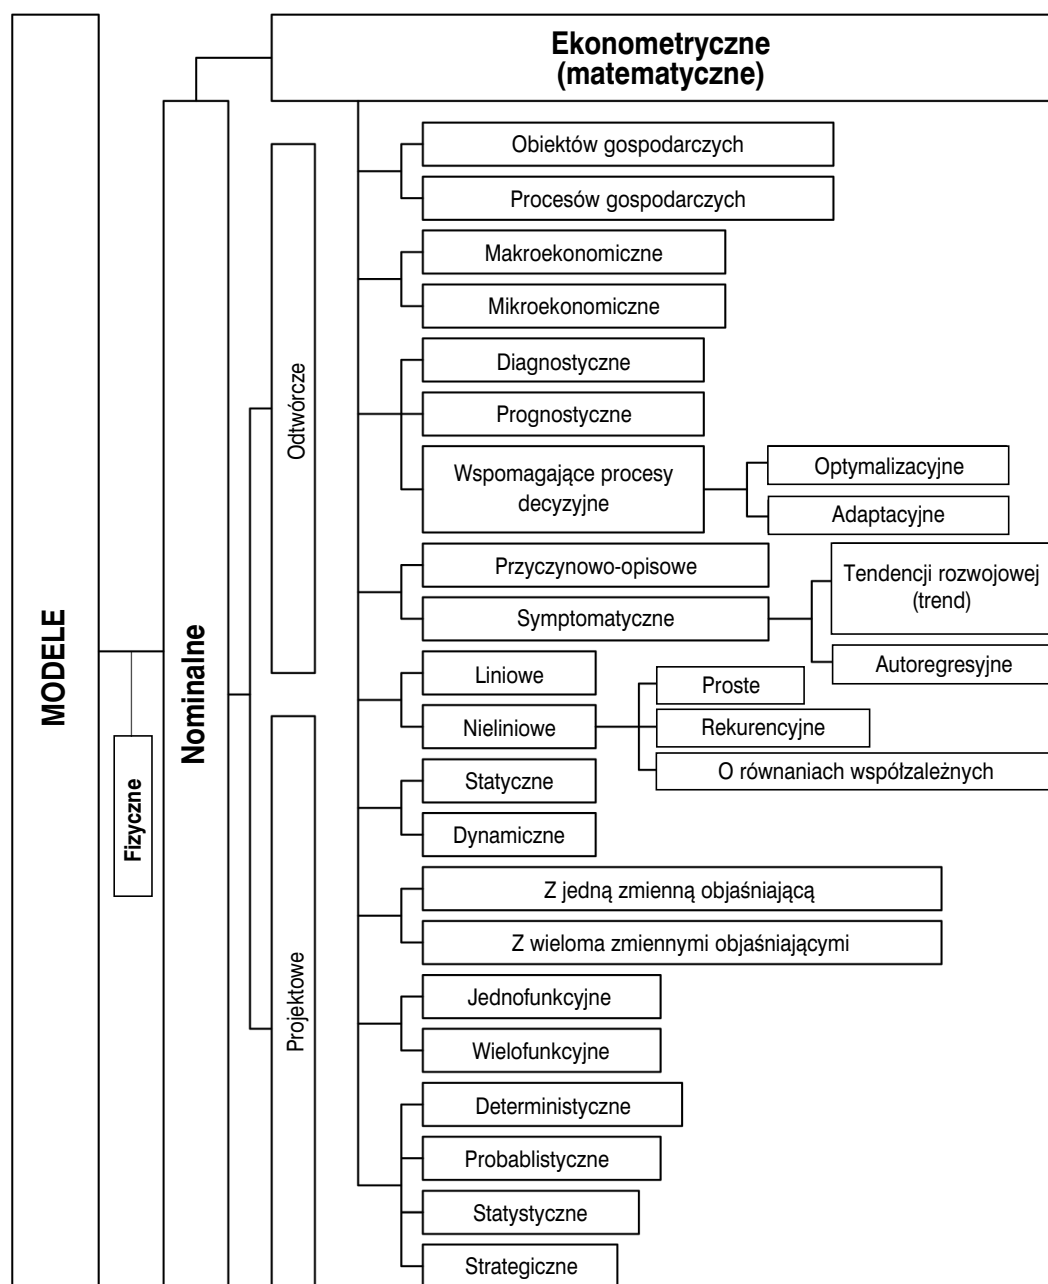 Ekonometryczne
(matematyczne)
Obiektów gospodarczych
Procesów gospodarczych
Makroekonomiczne
Mikroekonomiczne
Diagnostyczne
Odtwórcze
Prognostyczne
Wspomagające procesy
decyzyjne
Optymalizacyjne
Adaptacyjne
Przyczynowo-opisowe
Symptomatyczne
Tendencji rozwojowej
(trend)
Autoregresyjne
MODELE
Nominalne
Liniowe
Nieliniowe
Proste
Rekurencyjne
O równaniach współzależnych
Fizyczne
Statyczne
Dynamiczne
Z jedną zmienną objaśniającą
Z wieloma zmiennymi objaśniającymi
Projektowe
Jednofunkcyjne
Wielofunkcyjne
Deterministyczne
Probablistyczne
Statystyczne
Strategiczne